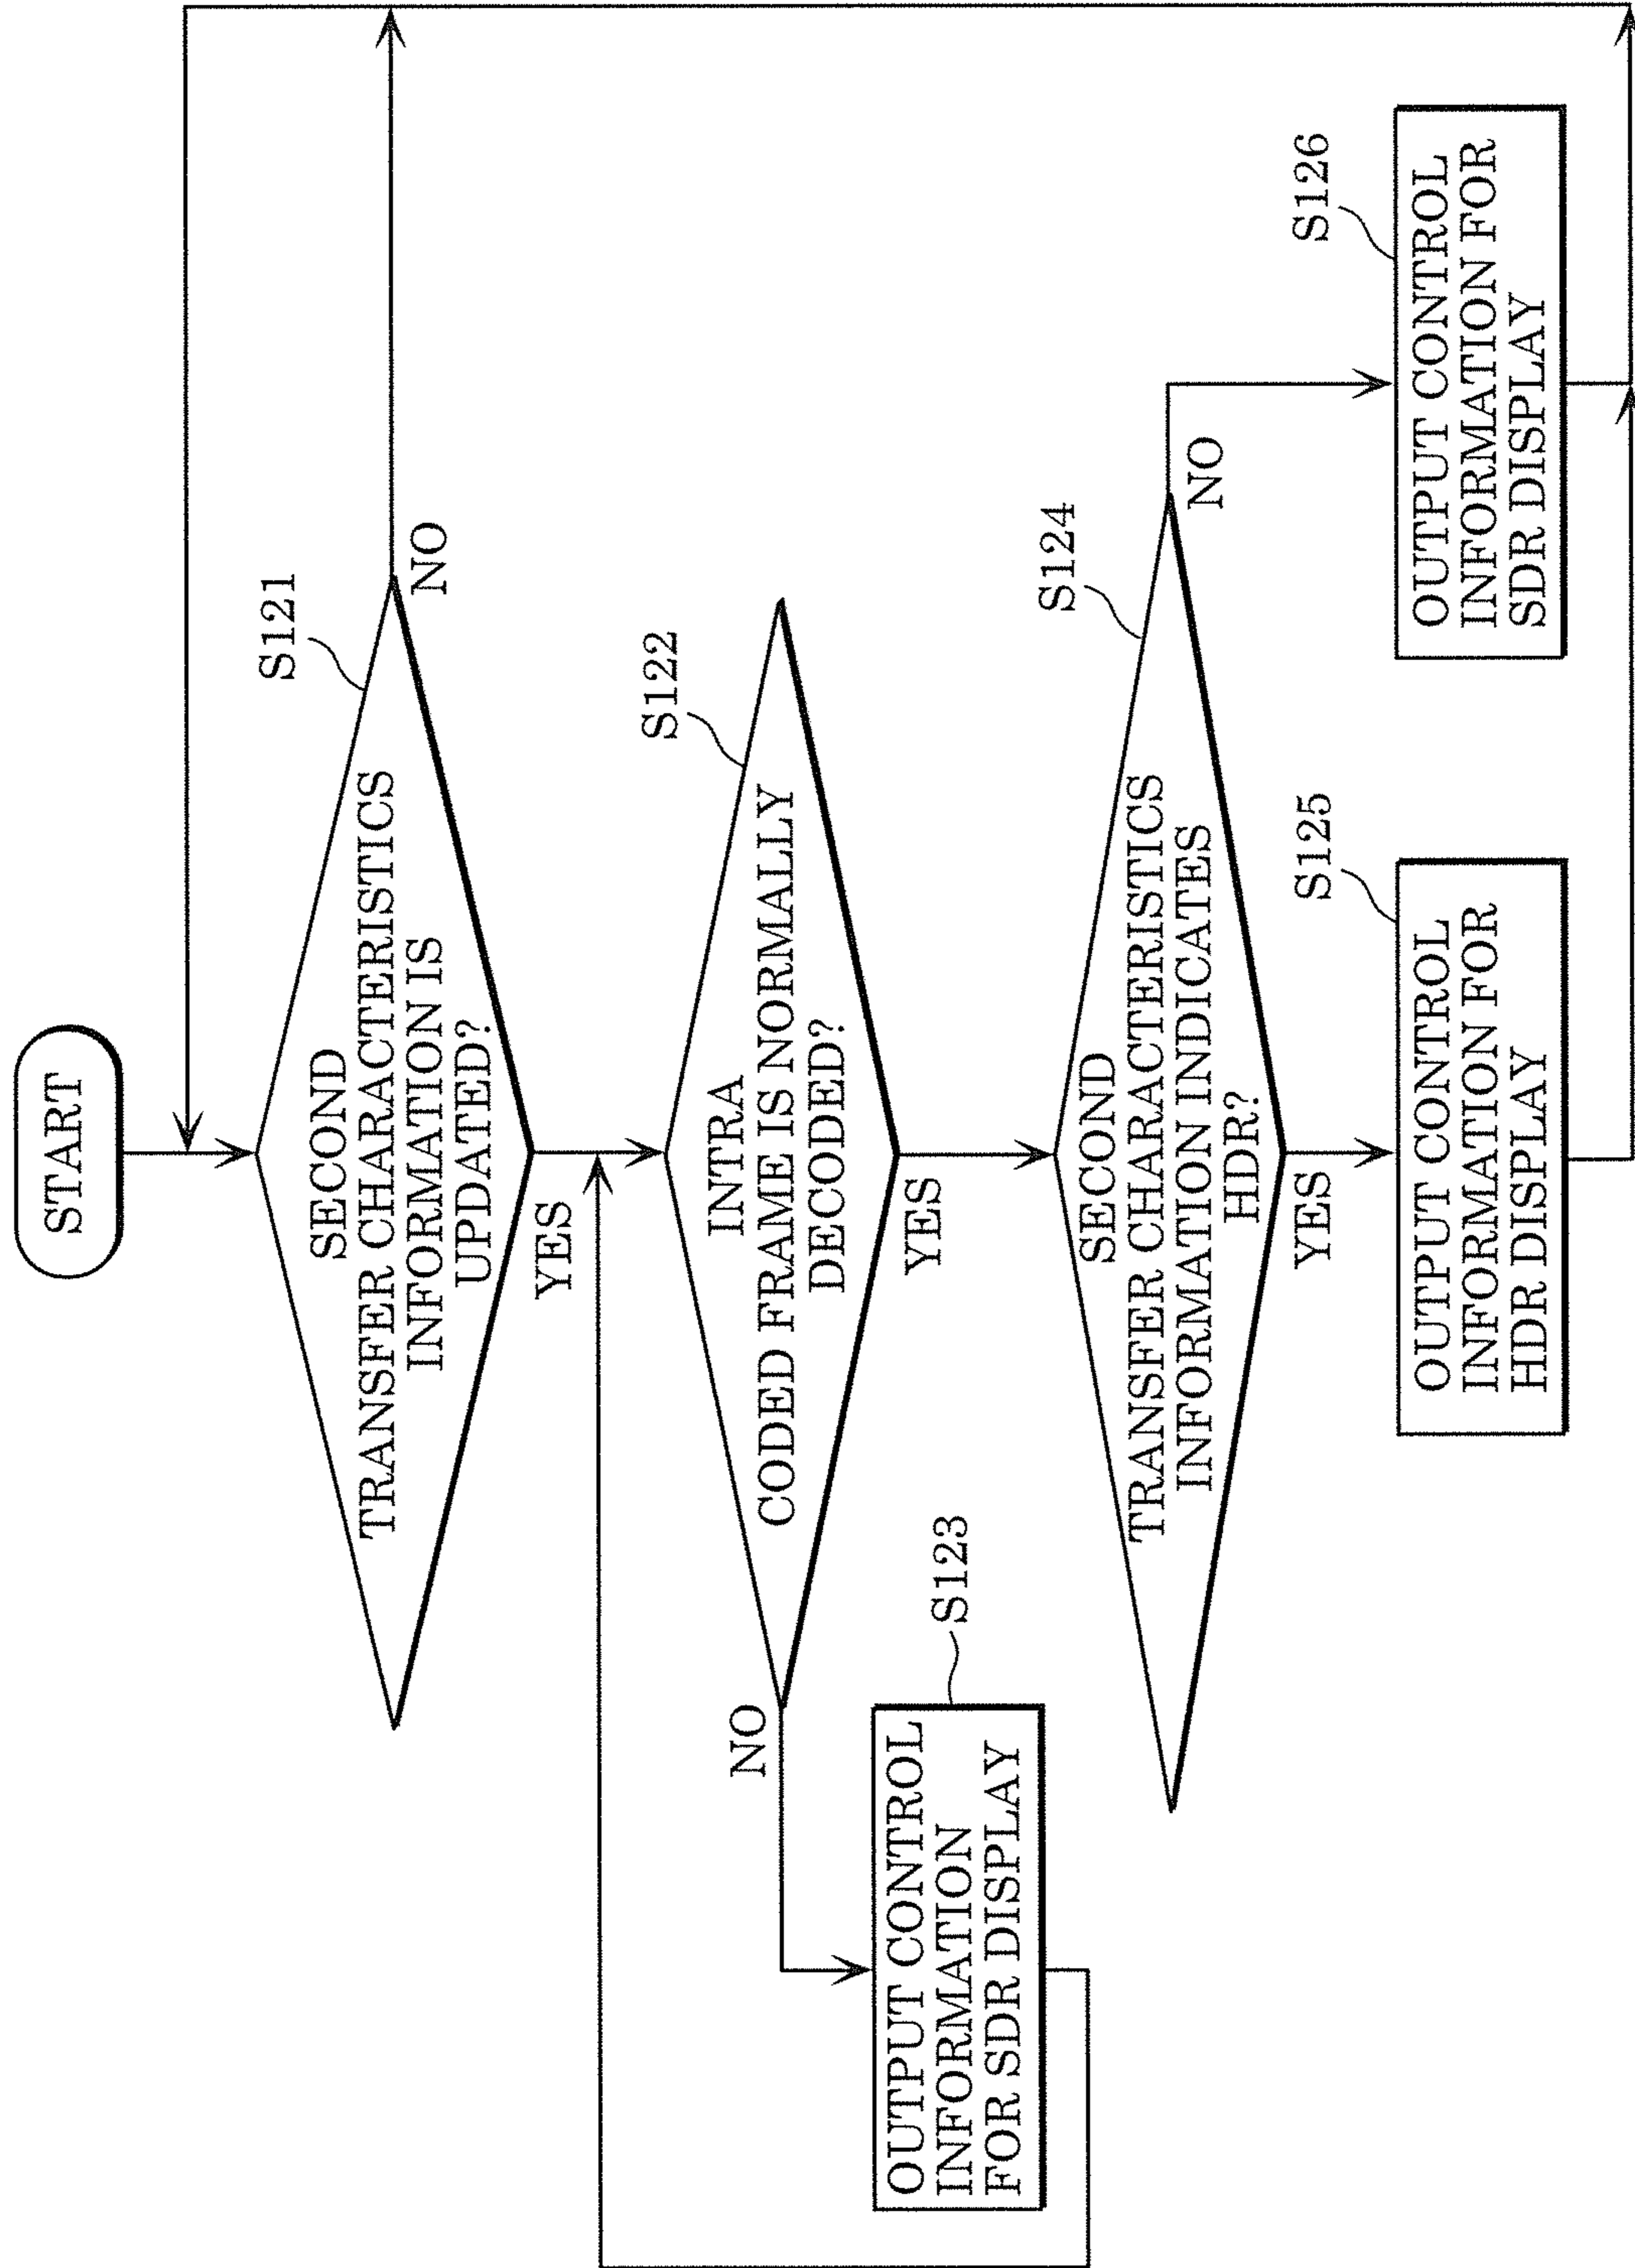 START
S121
SECOND
TRANSFER CHARACTERISTICS
INFORMATION IS
UPDATED?
NO
YES
S122
INTRA
CODED FRAME IS NORMALLY
DECODED?
NO
YES
S123
OUTPUT CONTROL
INFORMATION
FOR SDR DISPLAY
S124
SECOND
TRANSFER CHARACTERISTICS
INFORMATION INDICATES
HDR?
NO
YES
S125
OUTPUT CONTROL
INFORMATION FOR
HDR DISPLAY
S126
OUTPUT CONTROL
INFORMATION FOR
SDR DISPLAY